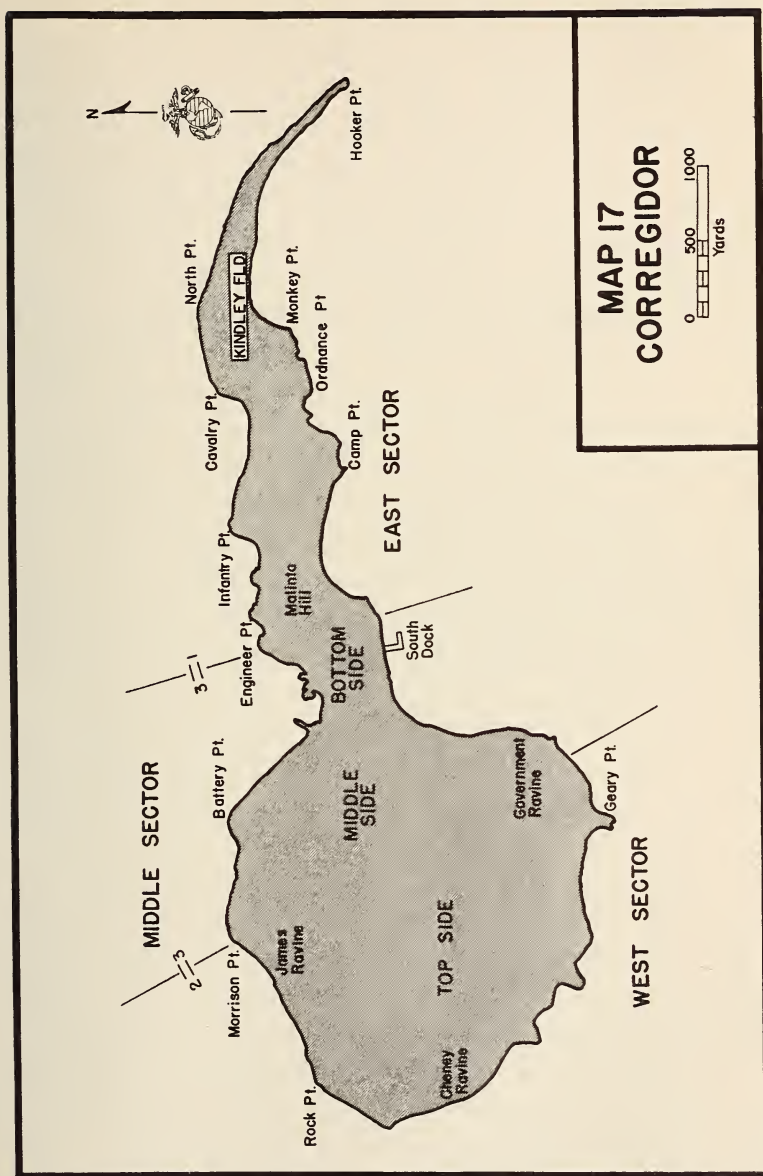 N
Hooker Pt.
North Pt.
KINDLEY FLD
Monkey Pt.
Ordnance Pt
Cavalry Pt.
Camp Pt.
EAST SECTOR
Infantry Pt.
Malinta
Hill
Engineer Pt.
3 1
BOTTOM
SIDE
South
Dock
MIDDLE SECTOR
Battery Pt.
MIDDLE
SIDE
Government
Ravine
Geary Pt.
2 3
Morrison Pt.
James
Ravine
TOP SIDE
WEST SECTOR
Rock Pt.
Cheney
Ravine
MAP 17
CORREGIDOR
0 500 1000
Yards